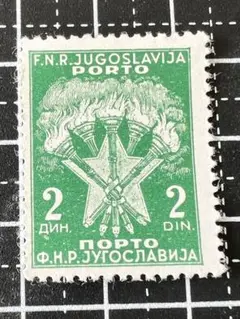 F.N.R. JUGOSLAVIJA
PORTO
2 2
ДИН. DIN.
ПОРТО
Ф.Н.Р. ЈУГОСЛАВИЈА